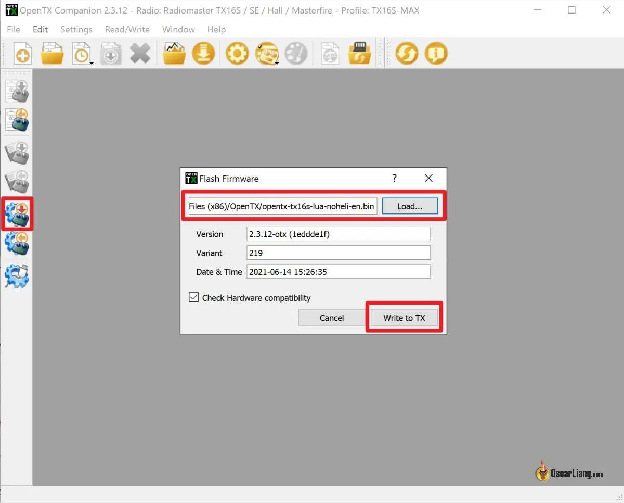 OpenTX Companion 2.3.12 - Radio: Radiomaster TX16S / SE / Hall / Masterfire - Profile: TX16S-MAX
File Edit Settings Read/Write Window Help
Flash Firmware
Files (x86)/OpenTX/opentx-tx16s-lua-noheli-en.bin Load...
Version 2.3.12-otx (1eddde1f)
Variant 219
Date & Time 2021-06-14 15:26:35
Check Hardware compatibility
Cancel Write to TX
OscarLiang.com